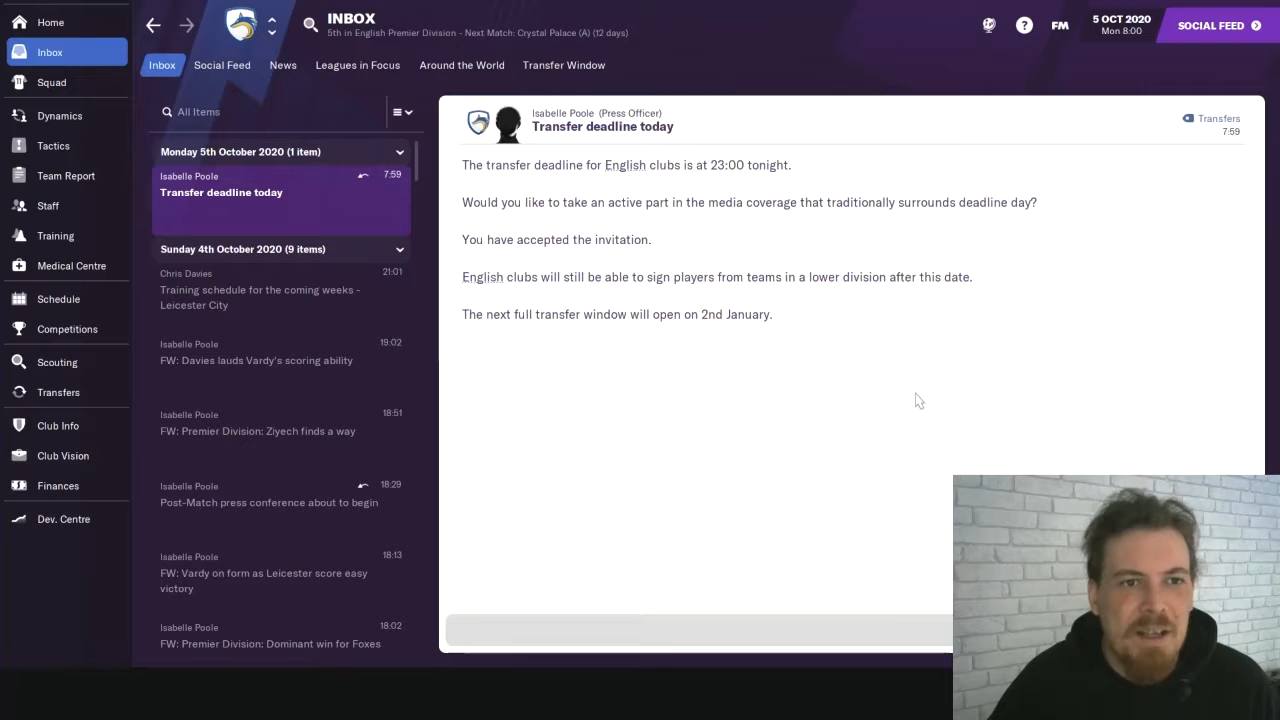 Home
Inbox
Squad
Dynamics
Tactics
Team Report
Staff
Training
Medical Centre
Schedule
Competitions
Scouting
Transfers
Club Info
Club Vision
Finances
Dev. Centre
INBOX
5th in English Premier Division - Next Match: Crystal Palace (A) (12 days)
?
FM
5 OCT 2020
Mon 8:00
SOCIAL FEED
Inbox
Social Feed
News
Leagues in Focus
Around the World
Transfer Window
All Items
Monday 5th October 2020 (1 item)
Isabelle Poole 7:59
Transfer deadline today
Sunday 4th October 2020 (9 items)
Chris Davies 21:01
Training schedule for the coming weeks -
Leicester City
Isabelle Poole 19:02
FW: Davies lauds Vardy's scoring ability
Isabelle Poole 18:51
FW: Premier Division: Ziyech finds a way
Isabelle Poole 18:29
Post-Match press conference about to begin
Isabelle Poole 18:13
FW: Vardy on form as Leicester score easy
victory
Isabelle Poole 18:02
FW: Premier Division: Dominant win for Foxes
Isabelle Poole (Press Officer)
Transfer deadline today
Transfers
7:59
The transfer deadline for English clubs is at 23:00 tonight.
Would you like to take an active part in the media coverage that traditionally surrounds deadline day?
You have accepted the invitation.
English clubs will still be able to sign players from teams in a lower division after this date.
The next full transfer window will open on 2nd January.